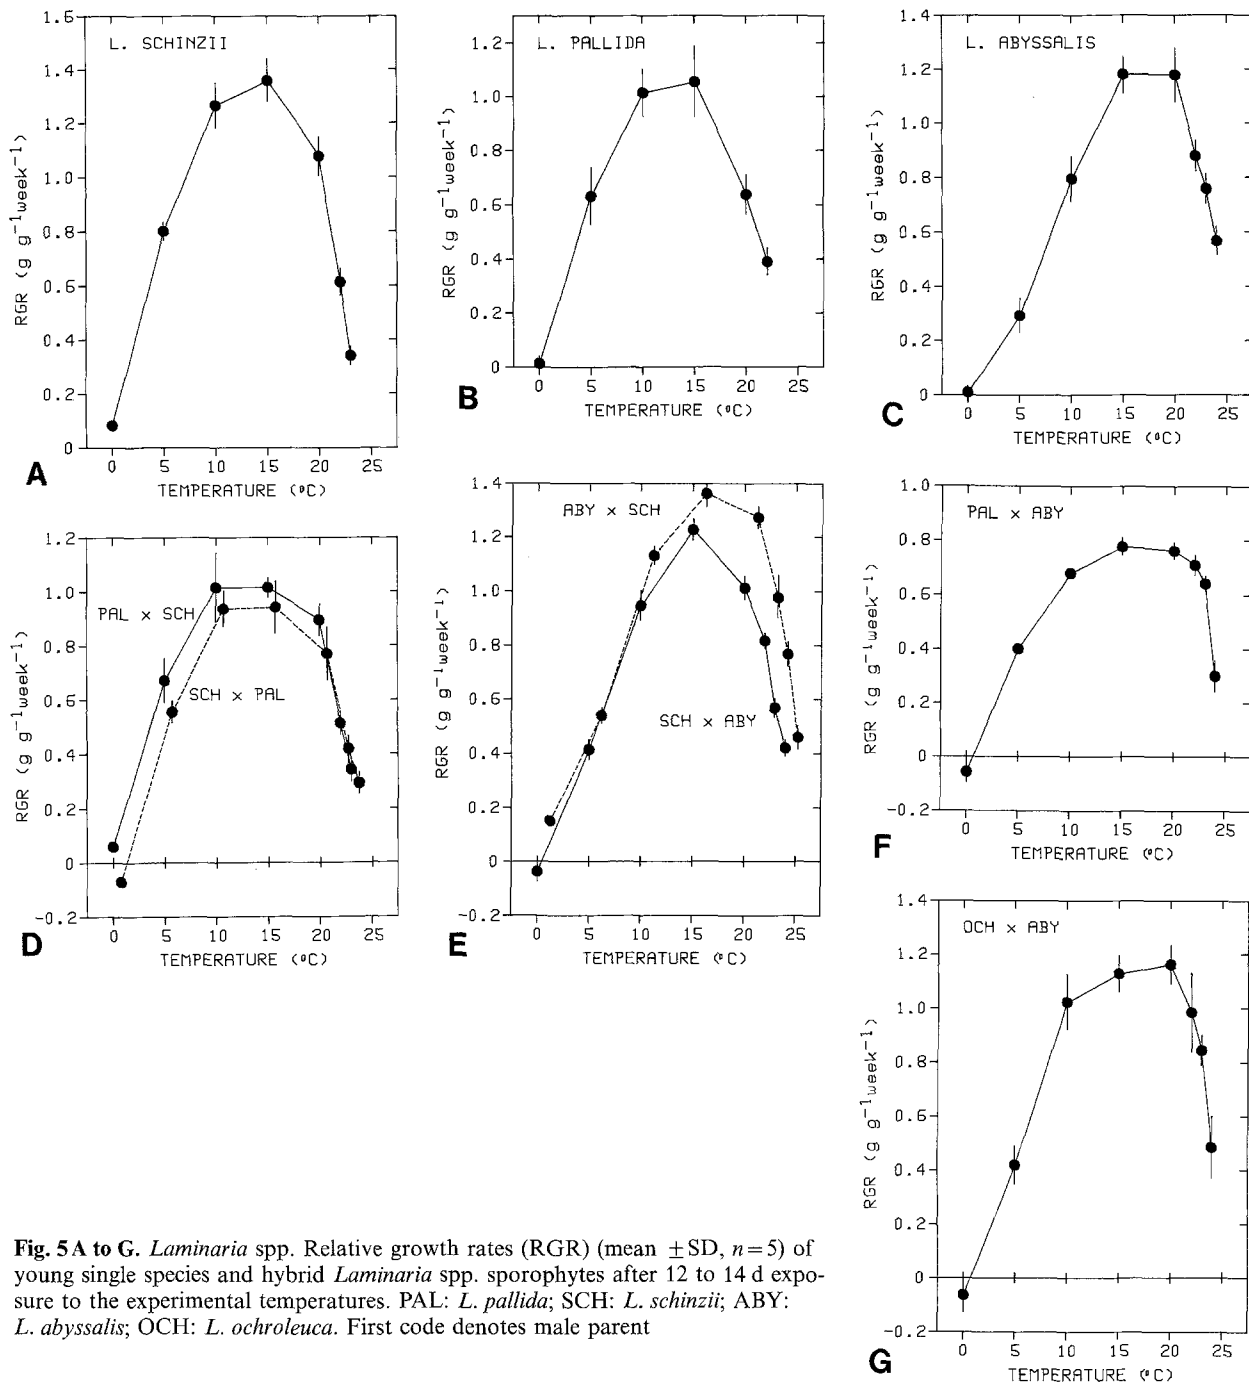 L. SCHINZII
1.6
1.4
1.2
1.0
0.8
0.6
0.4
0.2
0
RGR (g g⁻¹week⁻¹)
0 5 10 15 20 25
TEMPERATURE (°C)
A
L. PALLIDA
1.2
1.0
0.8
0.6
0.4
0.2
0
RGR (g g⁻¹week⁻¹)
0 5 10 15 20 25
TEMPERATURE (°C)
B
L. ABYSSALIS
1.2
1.0
0.8
0.6
0.4
0.2
0
RGR (g g⁻¹week⁻¹)
0 5 10 15 20 25
TEMPERATURE (°C)
C
1.2
1.0
0.8
0.6
0.4
0.2
0
-0.2
RGR (g g⁻¹week⁻¹)
PAL × SCH
SCH × PAL
0 5 10 15 20 25
TEMPERATURE (°C)
D
1.4
1.2
1.0
0.8
0.6
0.4
0.2
0
-0.2
RGR (g g⁻¹week⁻¹)
ABY × SCH
SCH × ABY
0 5 10 15 20 25
TEMPERATURE (°C)
E
PAL × ABY
1.0
0.8
0.6
0.4
0.2
0
-0.2
RGR (g g⁻¹week⁻¹)
0 5 10 15 20 25
TEMPERATURE (°C)
F
OCH × ABY
1.4
1.2
1.0
0.8
0.6
0.4
0.2
0
-0.2
RGR (g g⁻¹week⁻¹)
0 5 10 15 20 25
TEMPERATURE (°C)
G
Fig. 5 A to G. Laminaria spp. Relative growth rates (RGR) (mean ±SD, n=5) of
young single species and hybrid Laminaria spp. sporophytes after 12 to 14 d expo-
sure to the experimental temperatures. PAL: L. pallida; SCH: L. schinzii; ABY:
L. abyssalis; OCH: L. ochroleuca. First code denotes male parent